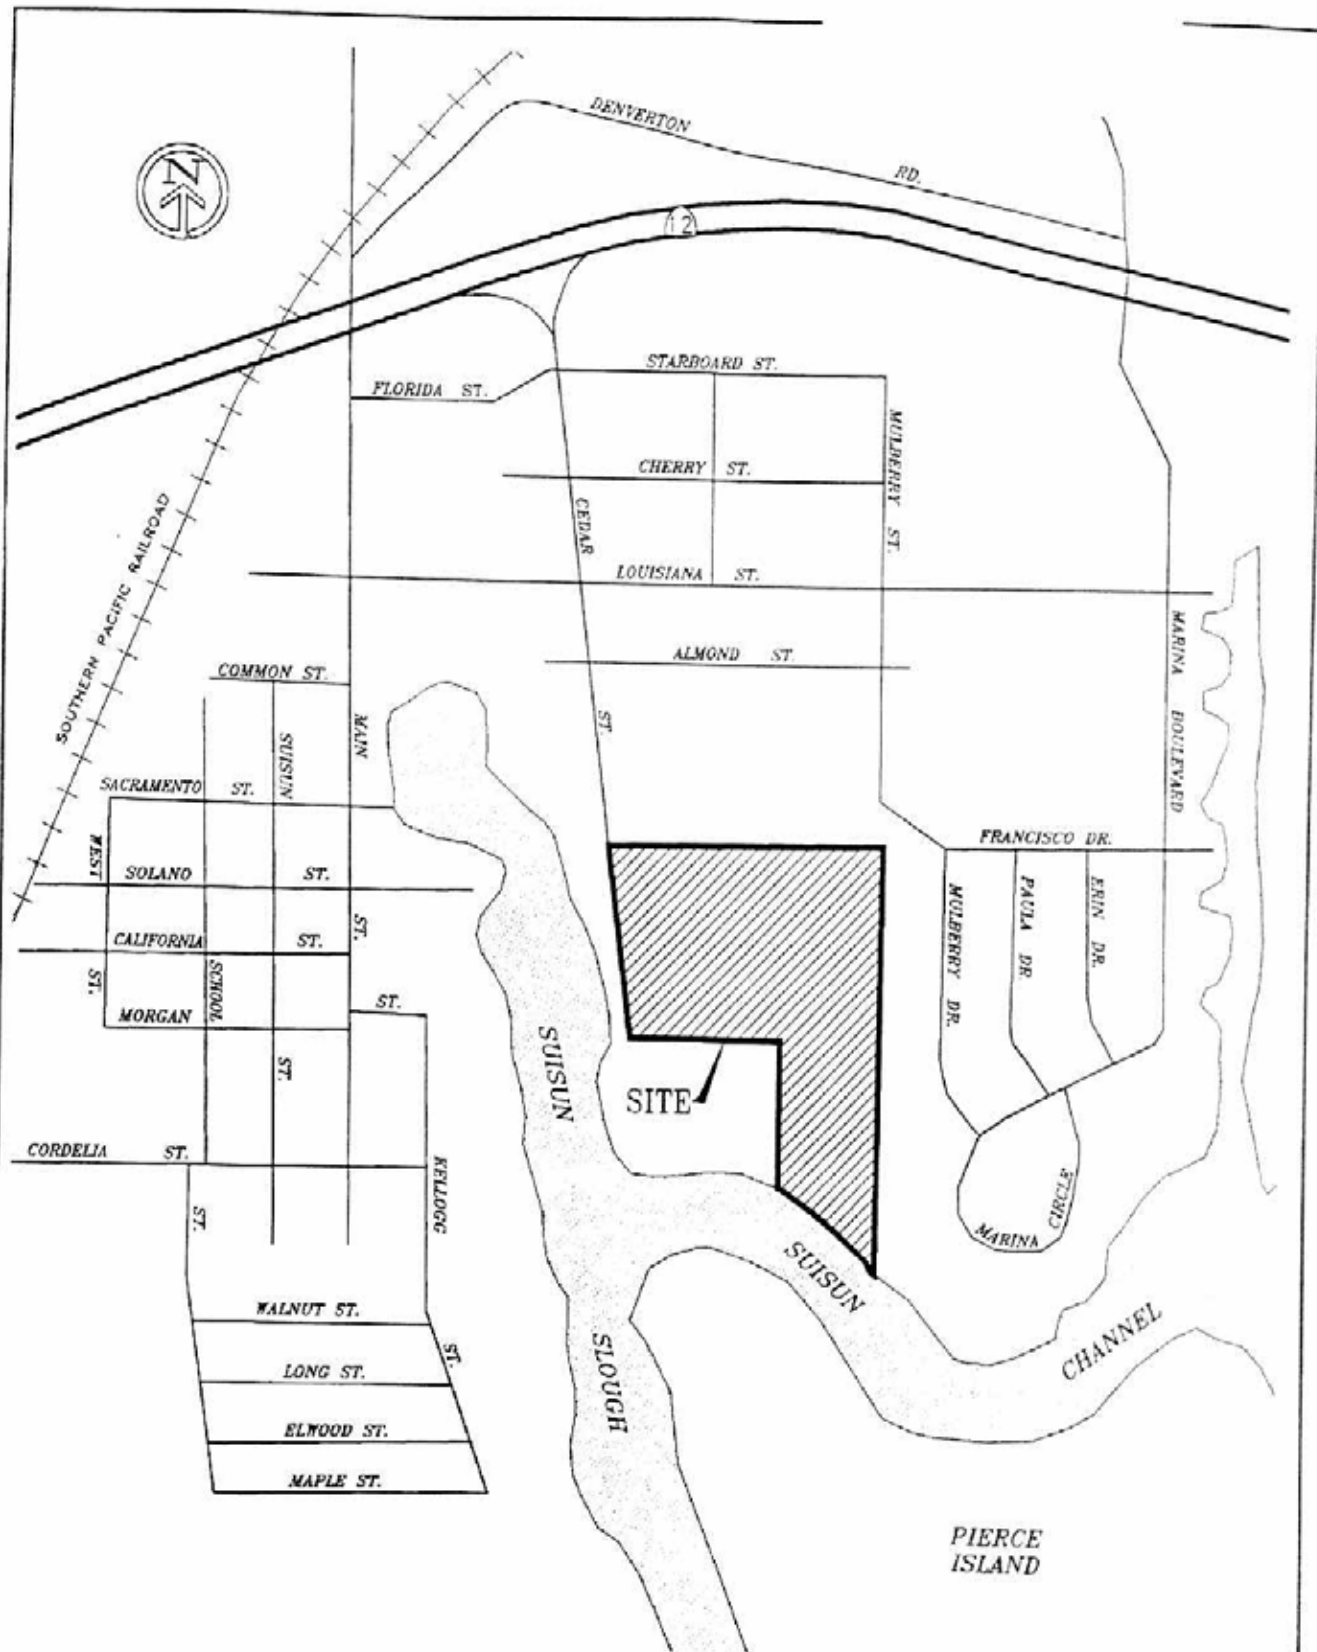 DENVERTON RD.
N
12
STARBOARD ST.
FLORIDA ST.
MULBERRY ST.
CHERRY ST.
CEDAR ST.
SOUTHERN PACIFIC RAILROAD
LOUISIANA ST.
MARINA BOULEVARD
ALMOND ST.
COMMON ST.
SUISUN ST.
MAIN ST.
SACRAMENTO ST.
WEST ST.
FRANCISCO DR.
SOLANO ST.
MULBERRY DR.
PAULA DR.
ERIN DR.
CALIFORNIA ST.
SCHOOL ST.
MORGAN ST.
SITE
SUISUN SLOUGH
CORDELIA ST.
KELLOGG ST.
MARINA CIRCLE
SUISUN CHANNEL
WALNUT ST.
LONG ST.
ELWOOD ST.
MAPLE ST.
PIERCE
ISLAND